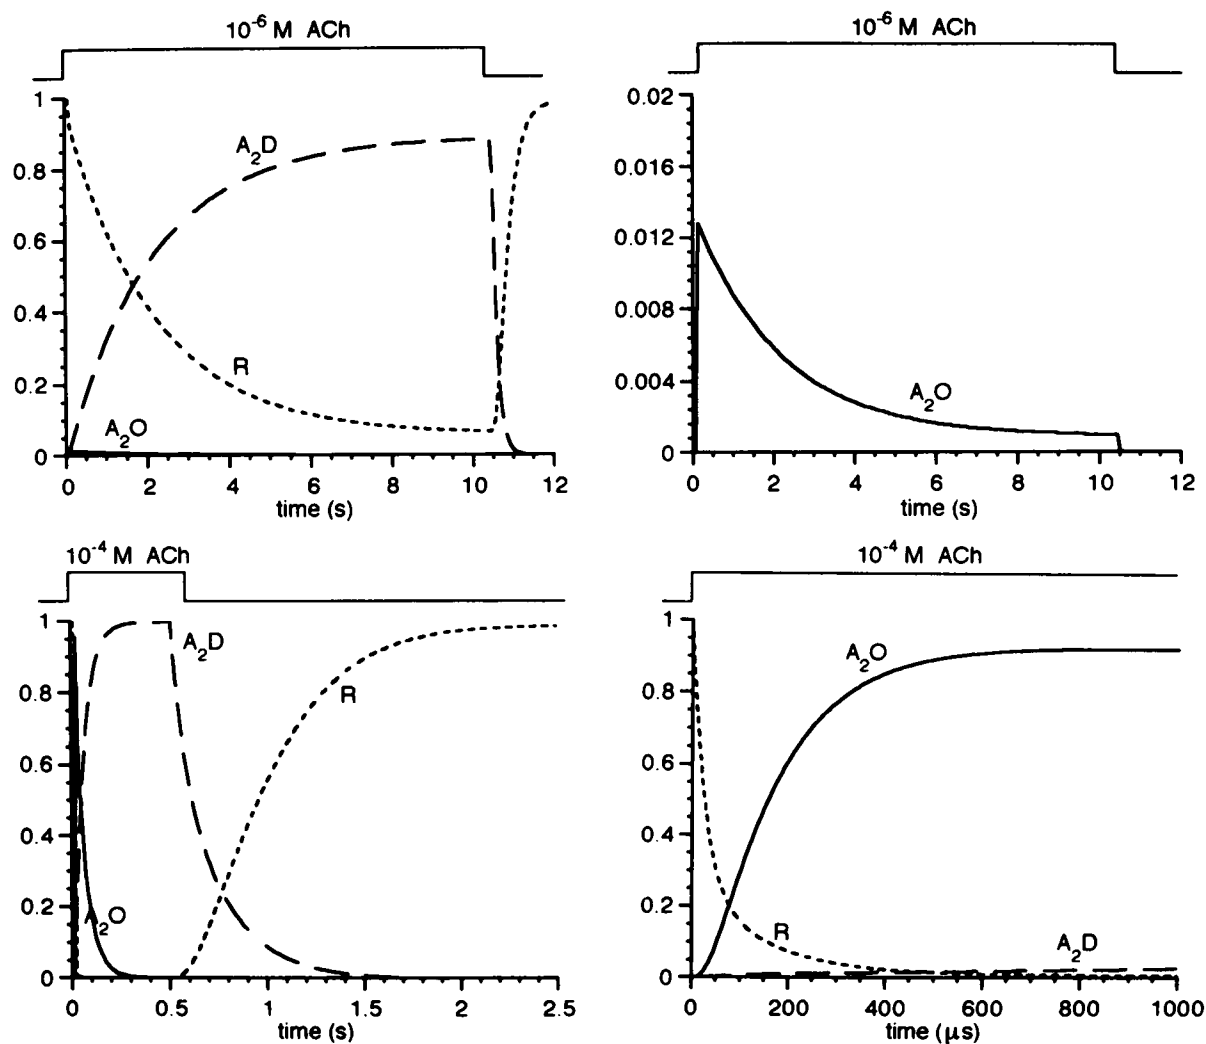 10⁻⁶ M ACh
1
0.8
0.6
0.4
0.2
0
A₂D
R
A₂O
0 2 4 6 8 10 12
time (s)
10⁻⁶ M ACh
0.02
0.016
0.012
0.008
0.004
0
A₂O
0 2 4 6 8 10 12
time (s)
10⁻⁴ M ACh
1
0.8
0.6
0.4
0.2
0
A₂D
R
A₂O
0 0.5 1 1.5 2 2.5
time (s)
10⁻⁴ M ACh
1
0.8
0.6
0.4
0.2
0
A₂O
R
A₂D
0 200 400 600 800 1000
time (μs)